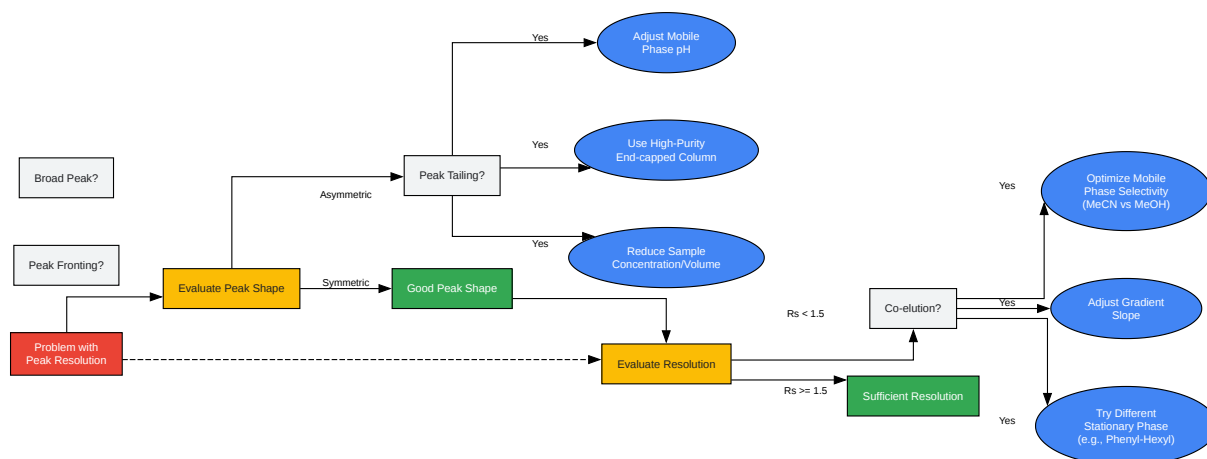 Yes
Adjust Mobile
Phase pH
Yes
Use High-Purity
End-capped Column
Broad Peak?
Peak Tailing?
Asymmetric
Yes
Reduce Sample
Concentration/Volume
Yes
Optimize Mobile
Phase Selectivity
(MeCN vs MeOH)
Peak Fronting?
Evaluate Peak Shape
Symmetric
Good Peak Shape
Rs < 1.5
Co-elution?
Yes
Adjust Gradient
Slope
Problem with
Peak Resolution
Evaluate Resolution
Rs >= 1.5
Sufficient Resolution
Yes
Try Different
Stationary Phase
(e.g., Phenyl-Hexyl)